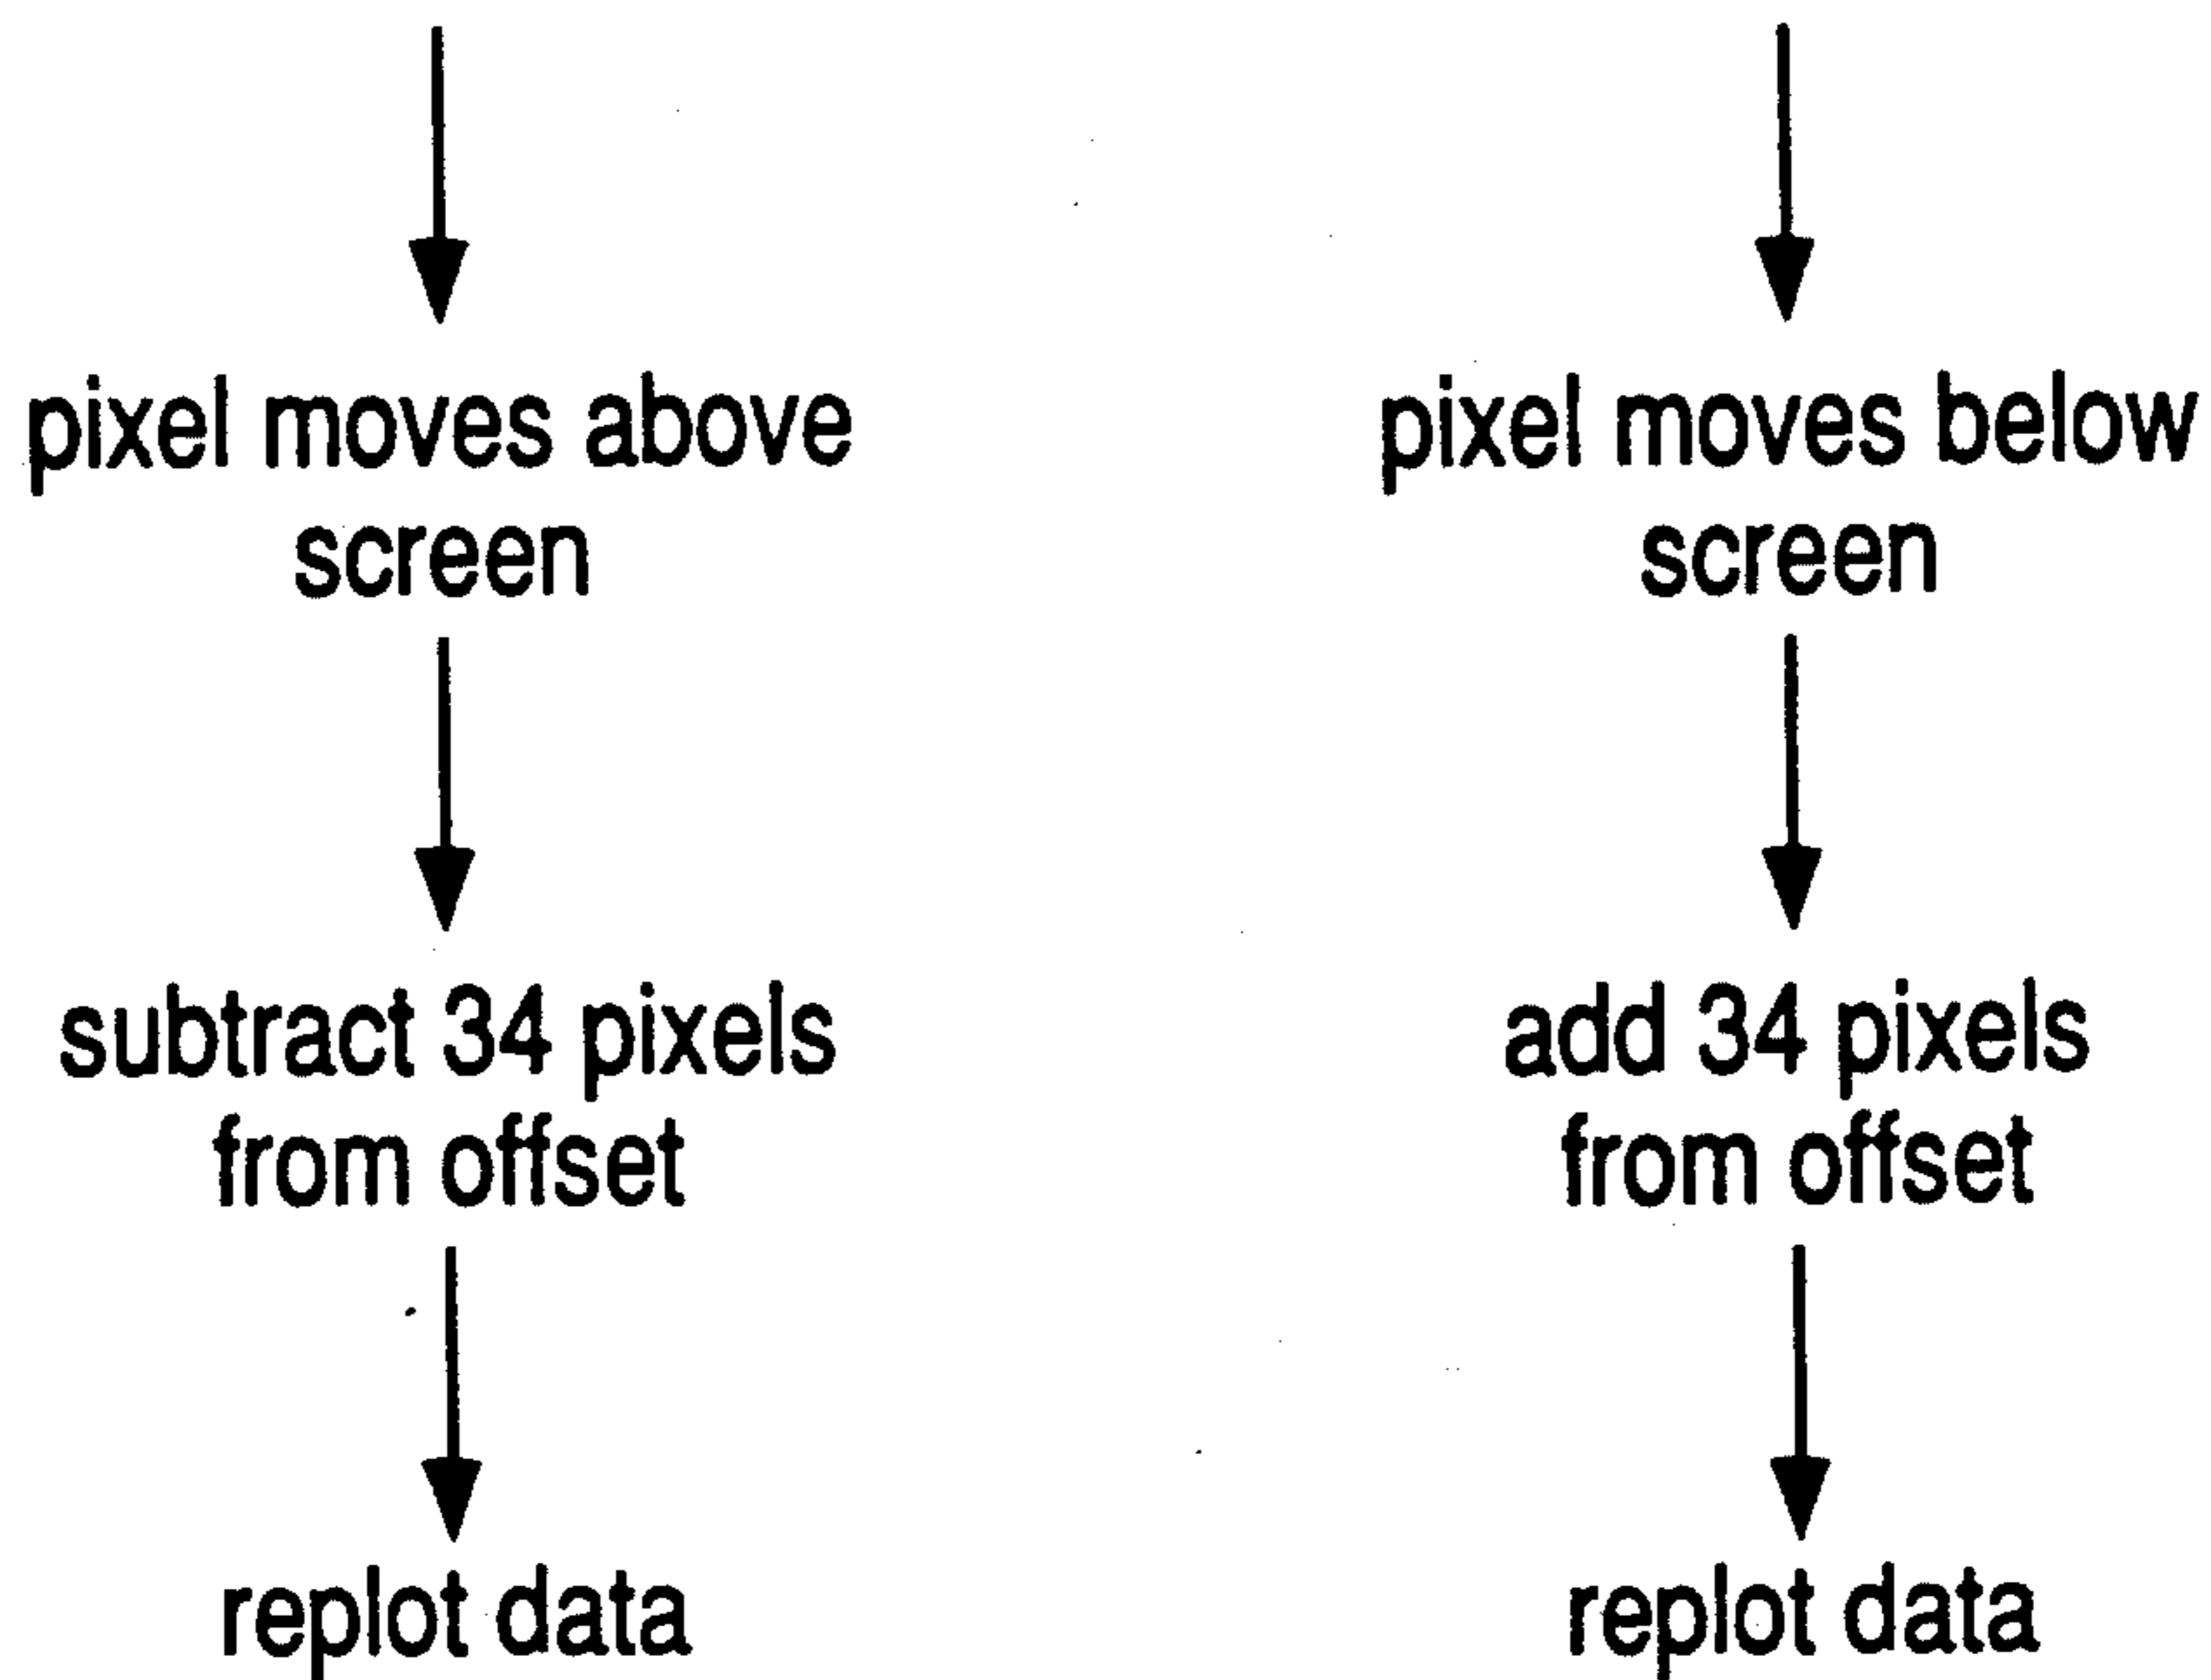 pixel moves above
screen
subtract 34 pixels
from offset
replot data
pixel moves below
screen
add 34 pixels
from offset
replot data